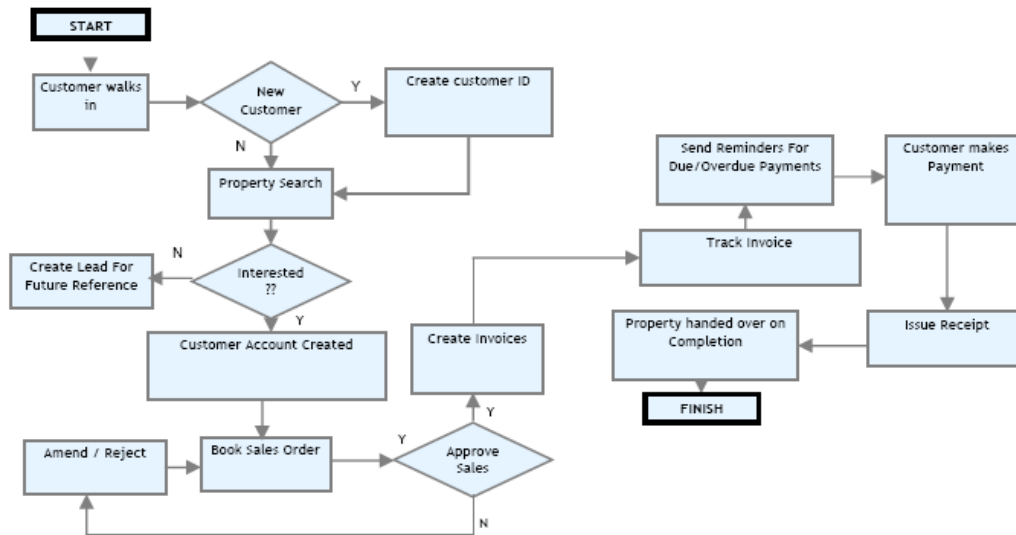 START
Customer walks
in
New
Customer
Y
Create customer ID
N
Property Search
Interested
??
N
Create Lead For
Future Reference
Y
Customer Account Created
Amend / Reject
Book Sales Order
Y
Approve
Sales
N
Y
Create Invoices
Track Invoice
Send Reminders For
Due/Overdue Payments
Customer makes
Payment
Issue Receipt
Property handed over on
Completion
FINISH